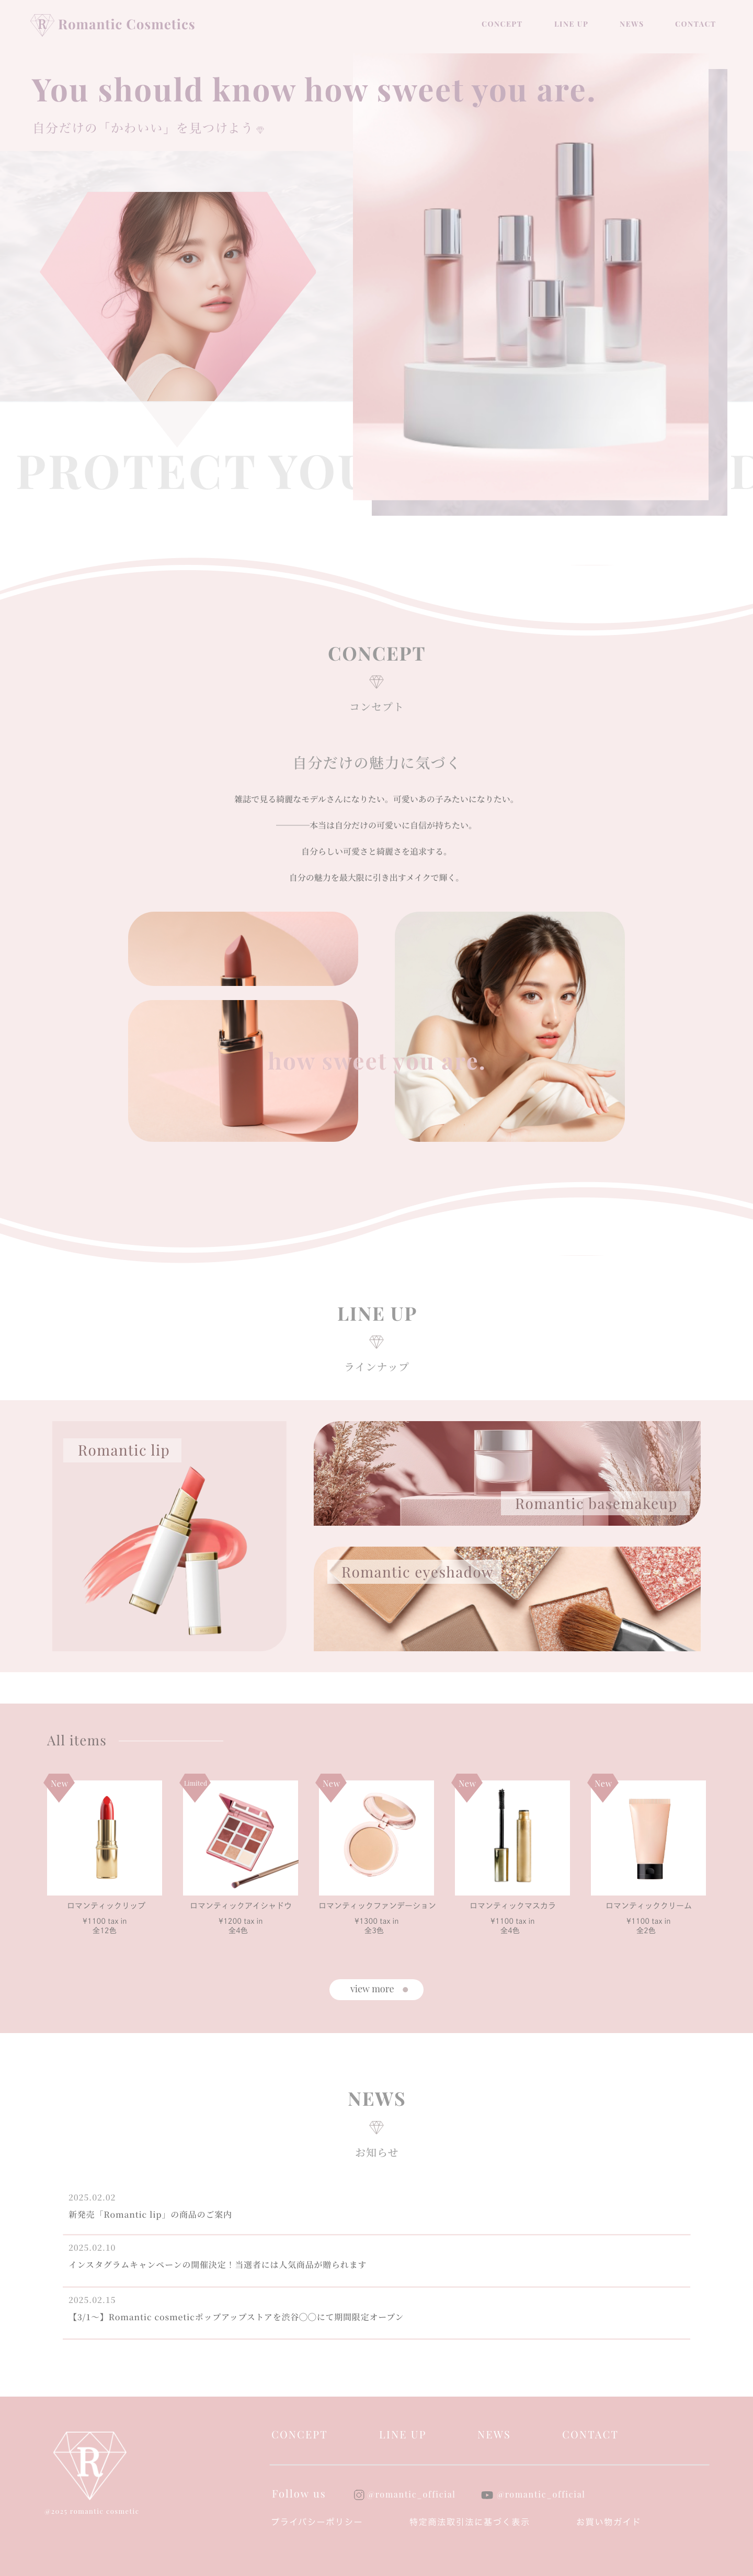 R Romantic Cosmetics
CONCEPT LINE UP NEWS CONTACT
You should know how sweet you are.
自分だけの「かわいい」を見つけよう
PROTECT YOU
CONCEPT
コンセプト
自分だけの魅力に気づく
雑誌で見る綺麗なモデルさんになりたい。可愛いあの子みたいになりたい。
――――本当は自分だけの可愛いに自信が持ちたい。
自分らしい可愛さと綺麗さを追求する。
自分の魅力を最大限に引き出すメイクで輝く。
how sweet you are.
LINE UP
ラインナップ
Romantic lip
Romantic basemakeup
Romantic eyeshadow
All items
New
Limited
New
New
New
ロマンティックリップ
¥1100 tax in
全12色
ロマンティックアイシャドウ
¥1200 tax in
全4色
ロマンティックファンデーション
¥1300 tax in
全3色
ロマンティックマスカラ
¥1100 tax in
全4色
ロマンティッククリーム
¥1100 tax in
全2色
view more
NEWS
お知らせ
2025.02.02
新発売「Romantic lip」の商品のご案内
2025.02.10
インスタグラムキャンペーンの開催決定！当選者には人気商品が贈られます
2025.02.15
【3/1〜】Romantic cosmeticポップアップストアを渋谷◯◯にて期間限定オープン
R
©2025 romantic cosmetic
CONCEPT LINE UP NEWS CONTACT
Follow us @romantic_official @romantic_official
プライバシーポリシー 特定商法取引法に基づく表示 お買い物ガイド